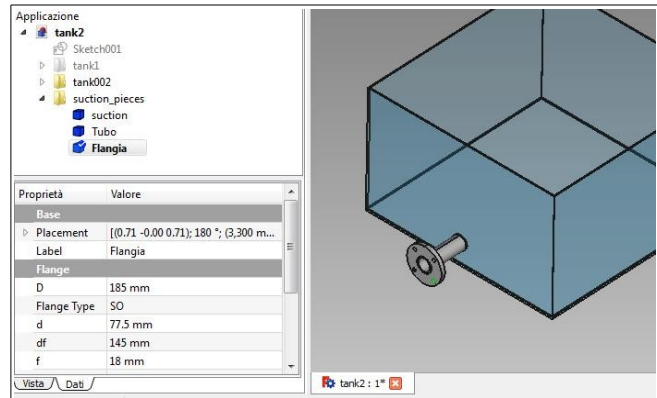 Applicazione
tank2
Sketch001
tank1
tank002
suction_pieces
suction
Tubo
Flangia
Proprietà Valore
Base
Placement [(0.71 -0.00 0.71); 180 °; (3,300 m...
Label Flangia
Flange
D 185 mm
Flange Type SO
d 77.5 mm
df 145 mm
f 18 mm
Vista Dati
tank2 : 1*